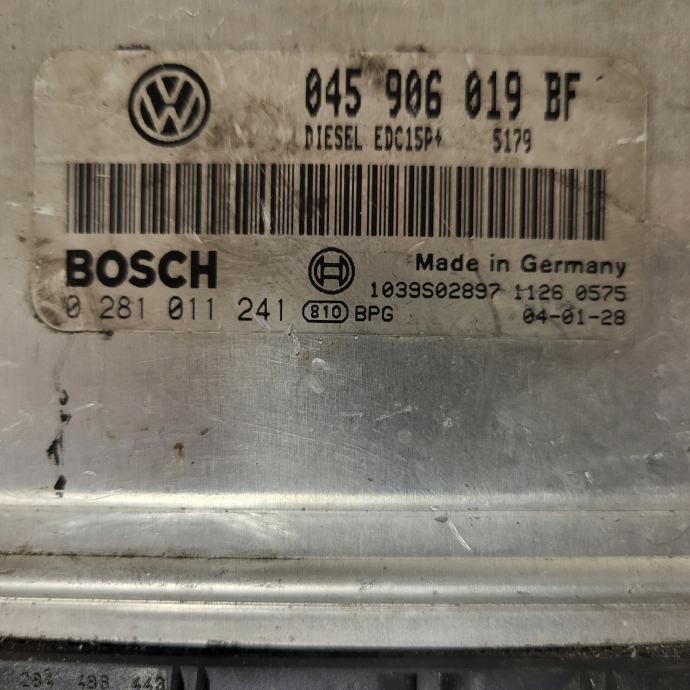 045 906 019 BF
DIESEL EDC15P+ 5179
BOSCH
Made in Germany
1039S02897 1126 0575
0 281 011 241 810 BPG 04-01-28